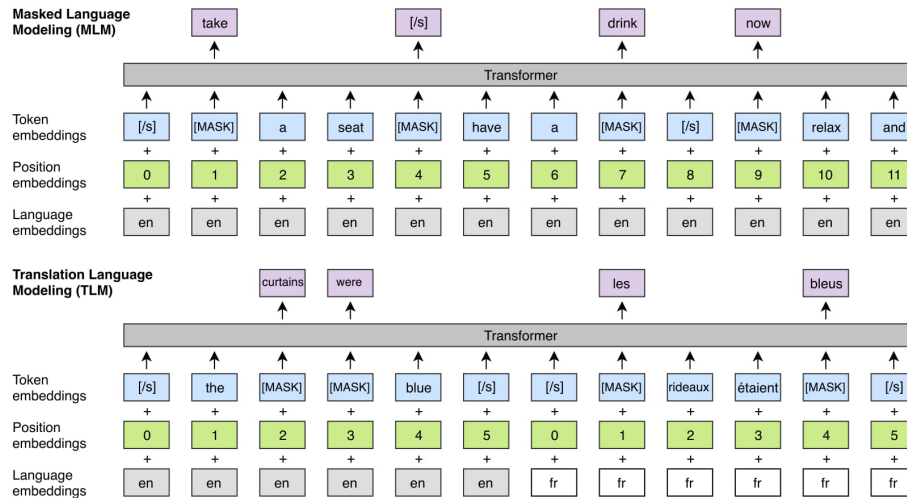 Masked Language
Modeling (MLM)
take [/s] drink now
Transformer
Token
embeddings
[/s] [MASK] a seat [MASK] have a [MASK] [/s] [MASK] relax and
+ + + + + + + + + + + +
Position
embeddings
0 1 2 3 4 5 6 7 8 9 10 11
+ + + + + + + + + + + +
Language
embeddings
en en en en en en en en en en en en
Translation Language
Modeling (TLM)
curtains were les bleus
Transformer
Token
embeddings
[/s] the [MASK] [MASK] blue [/s] [/s] [MASK] rideaux étaient [MASK] [/s]
+ + + + + + + + + + + +
Position
embeddings
0 1 2 3 4 5 0 1 2 3 4 5
+ + + + + + + + + + + +
Language
embeddings
en en en en en en fr fr fr fr fr fr